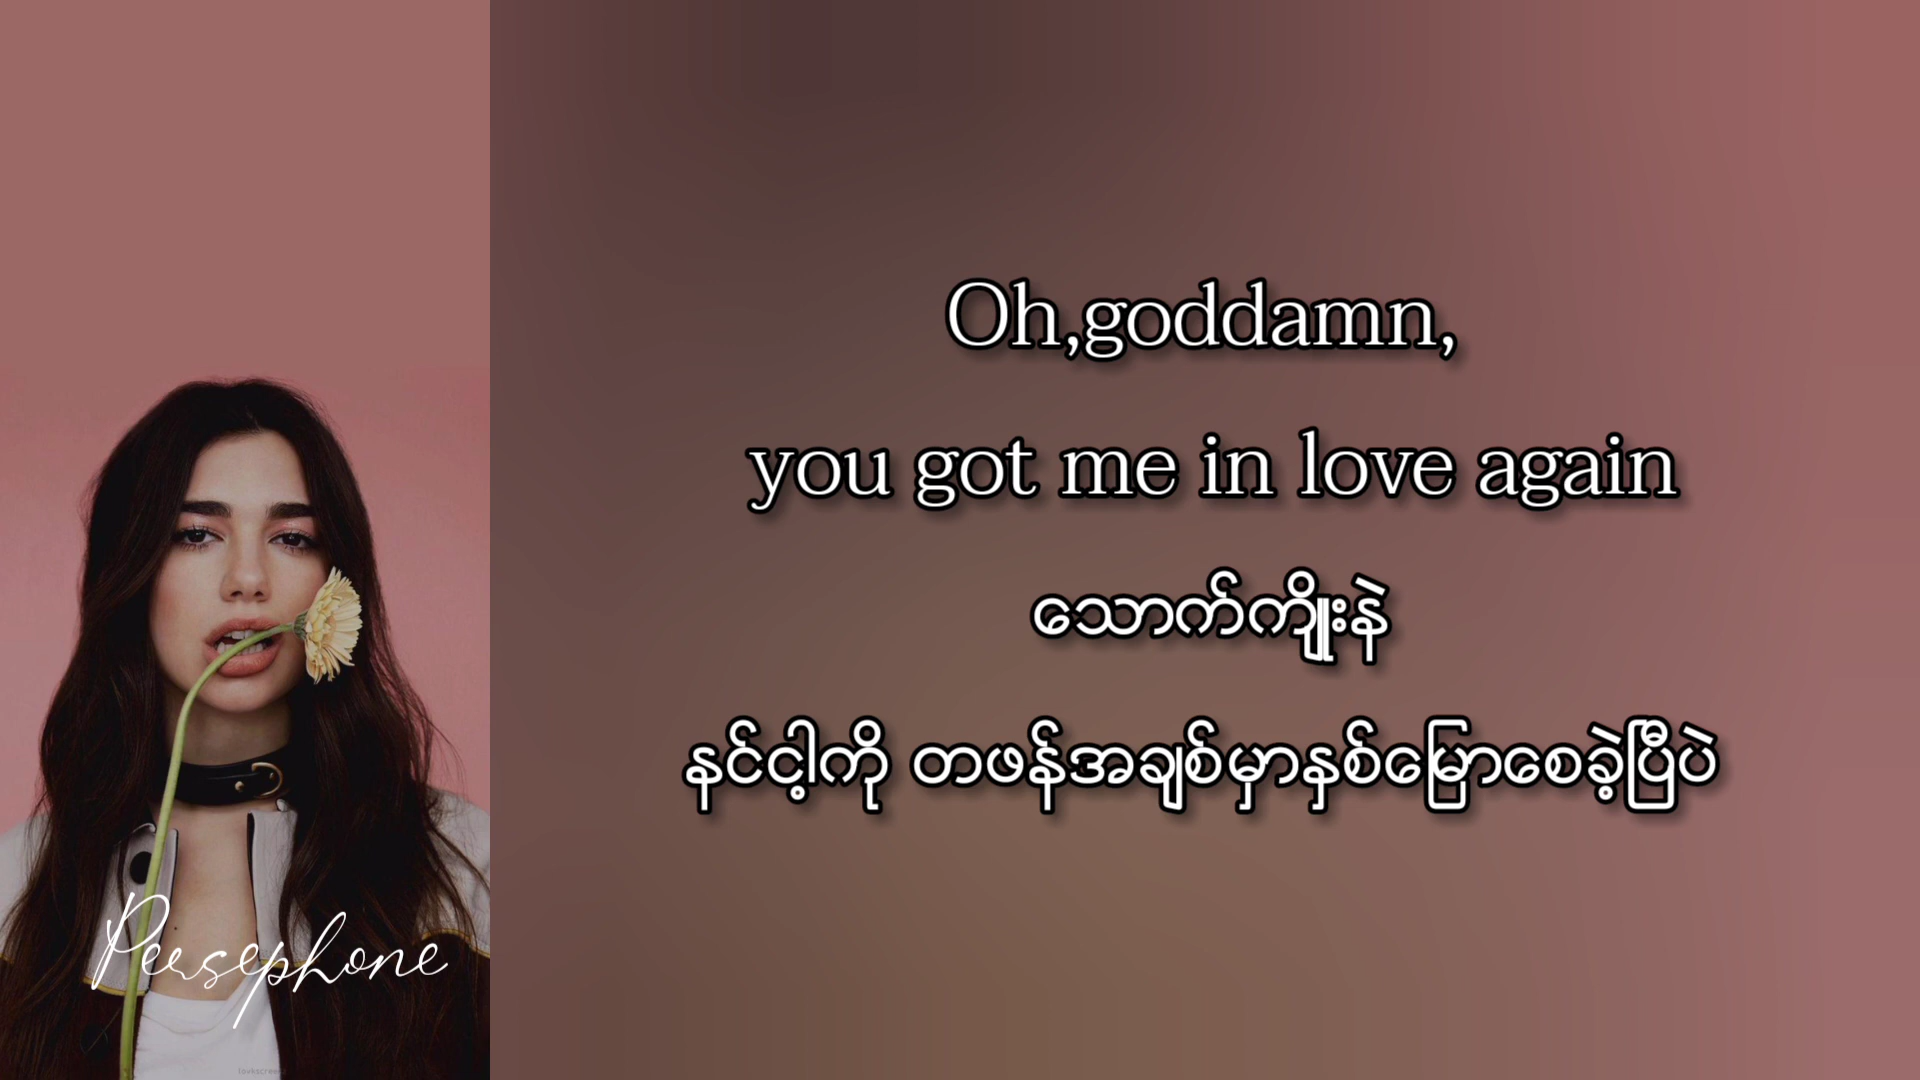 Oh,goddamn,
you got me in love again
သောက်ကျိုးနဲ
နင်ငါ့ကို တဖန်အချစ်မှာနှစ်မြောစေခဲ့ပြီပဲ
Persephone